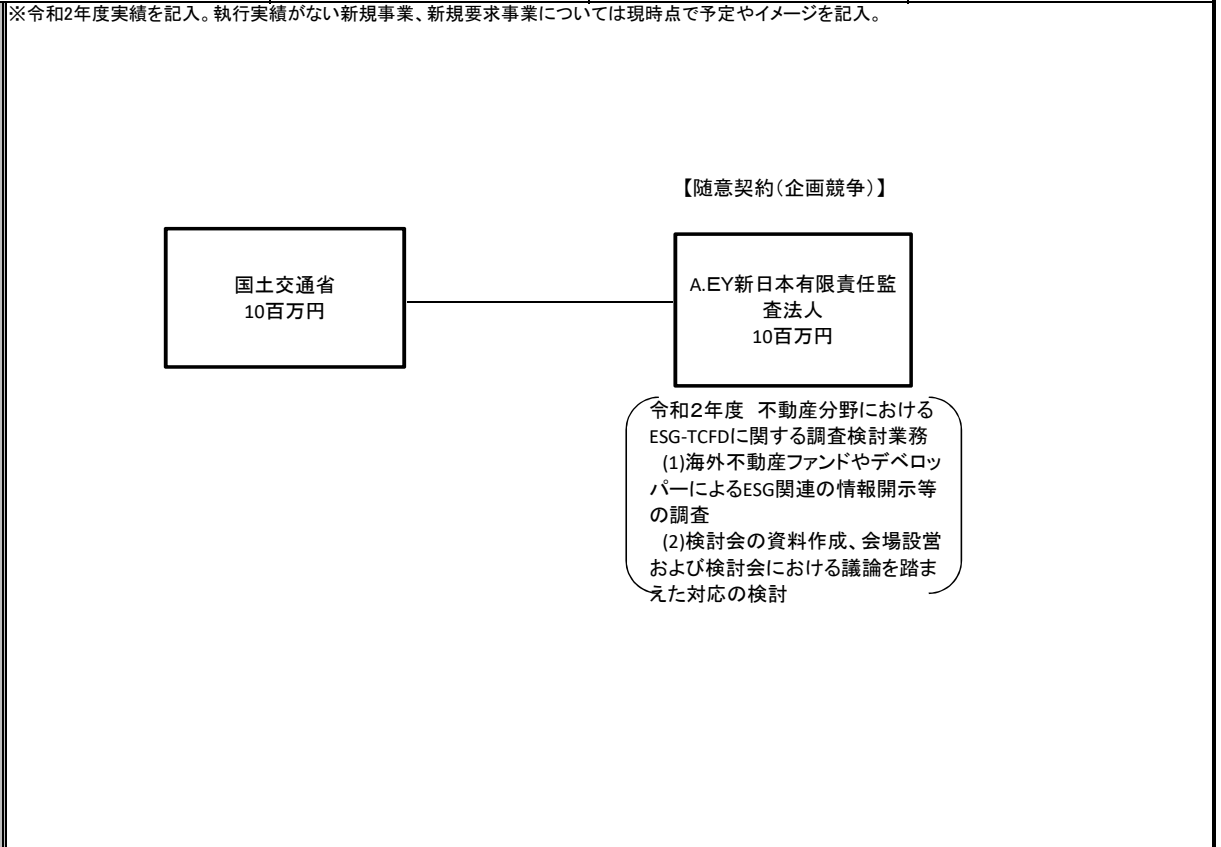 ※令和2年度実績を記入。執行実績がない新規事業、新規要求事業については現時点で予定やイメージを記入。
【随意契約(企画競争)】
国土交通省
10百万円
A.EY新日本有限責任監
査法人
10百万円
令和２年度 不動産分野における
ESG-TCFDに関する調査検討業務
(1)海外不動産ファンドやデベロッ
パーによるESG関連の情報開示等
の調査
(2)検討会の資料作成、会場設営
および検討会における議論を踏ま
えた対応の検討